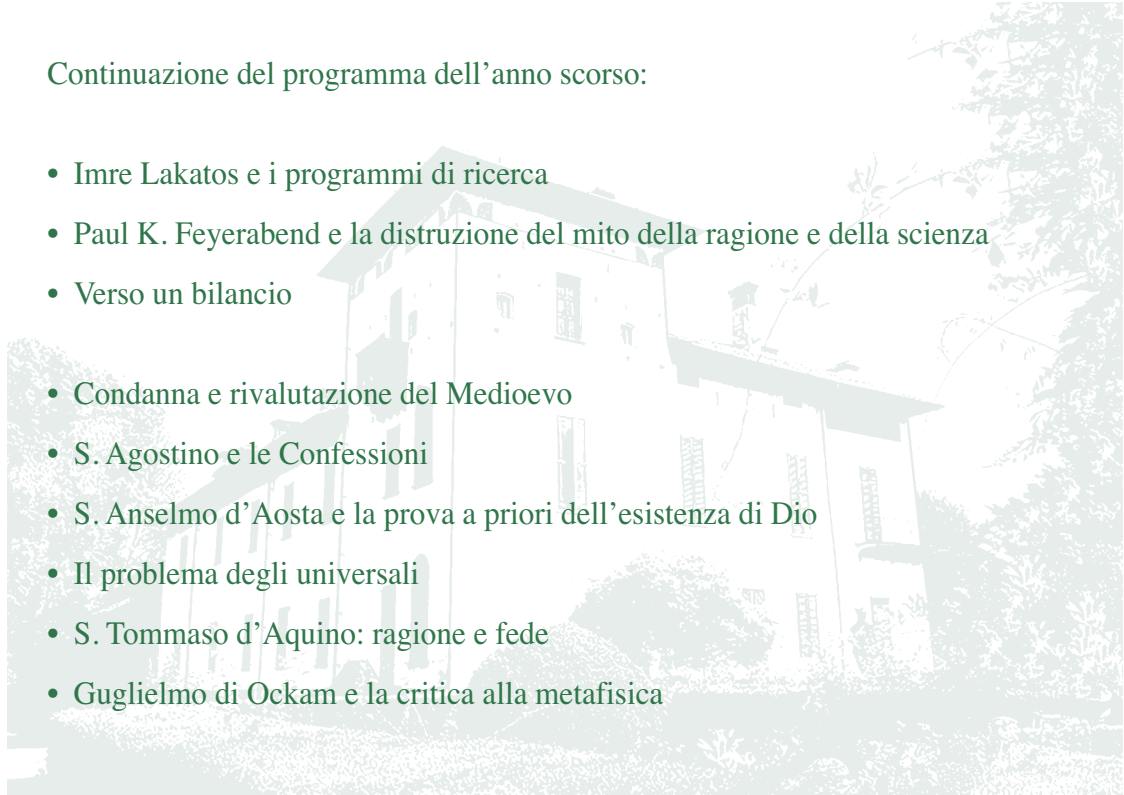 Continuazione del programma dell’anno scorso:
• Imre Lakatos e i programmi di ricerca
• Paul K. Feyerabend e la distruzione del mito della ragione e della scienza
• Verso un bilancio
• Condanna e rivalutazione del Medioevo
• S. Agostino e le Confessioni
• S. Anselmo d’Aosta e la prova a priori dell’esistenza di Dio
• Il problema degli universali
• S. Tommaso d’Aquino: ragione e fede
• Guglielmo di Ockam e la critica alla metafisica